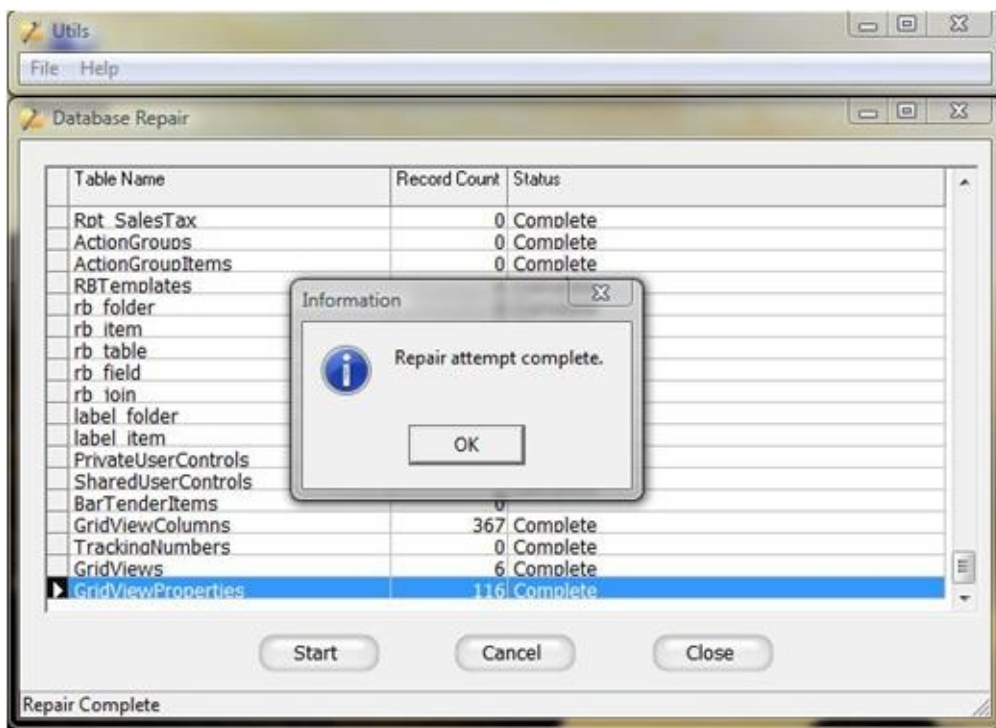 Utils
File Help
Database Repair
Table Name Record Count Status
Rpt_SalesTax 0 Complete
ActionGroups 0 Complete
ActionGroupItems 0 Complete
RBTemplates
rb_folder
rb_item
rb_table
rb_field
rb_join
label_folder
label_item
PrivateUserControls
SharedUserControls
BarTenderItems 0
GridViewColumns 367 Complete
TrackingNumbers 0 Complete
GridViews 6 Complete
GridViewProperties 116 Complete
Information
Repair attempt complete.
OK
Start Cancel Close
Repair Complete